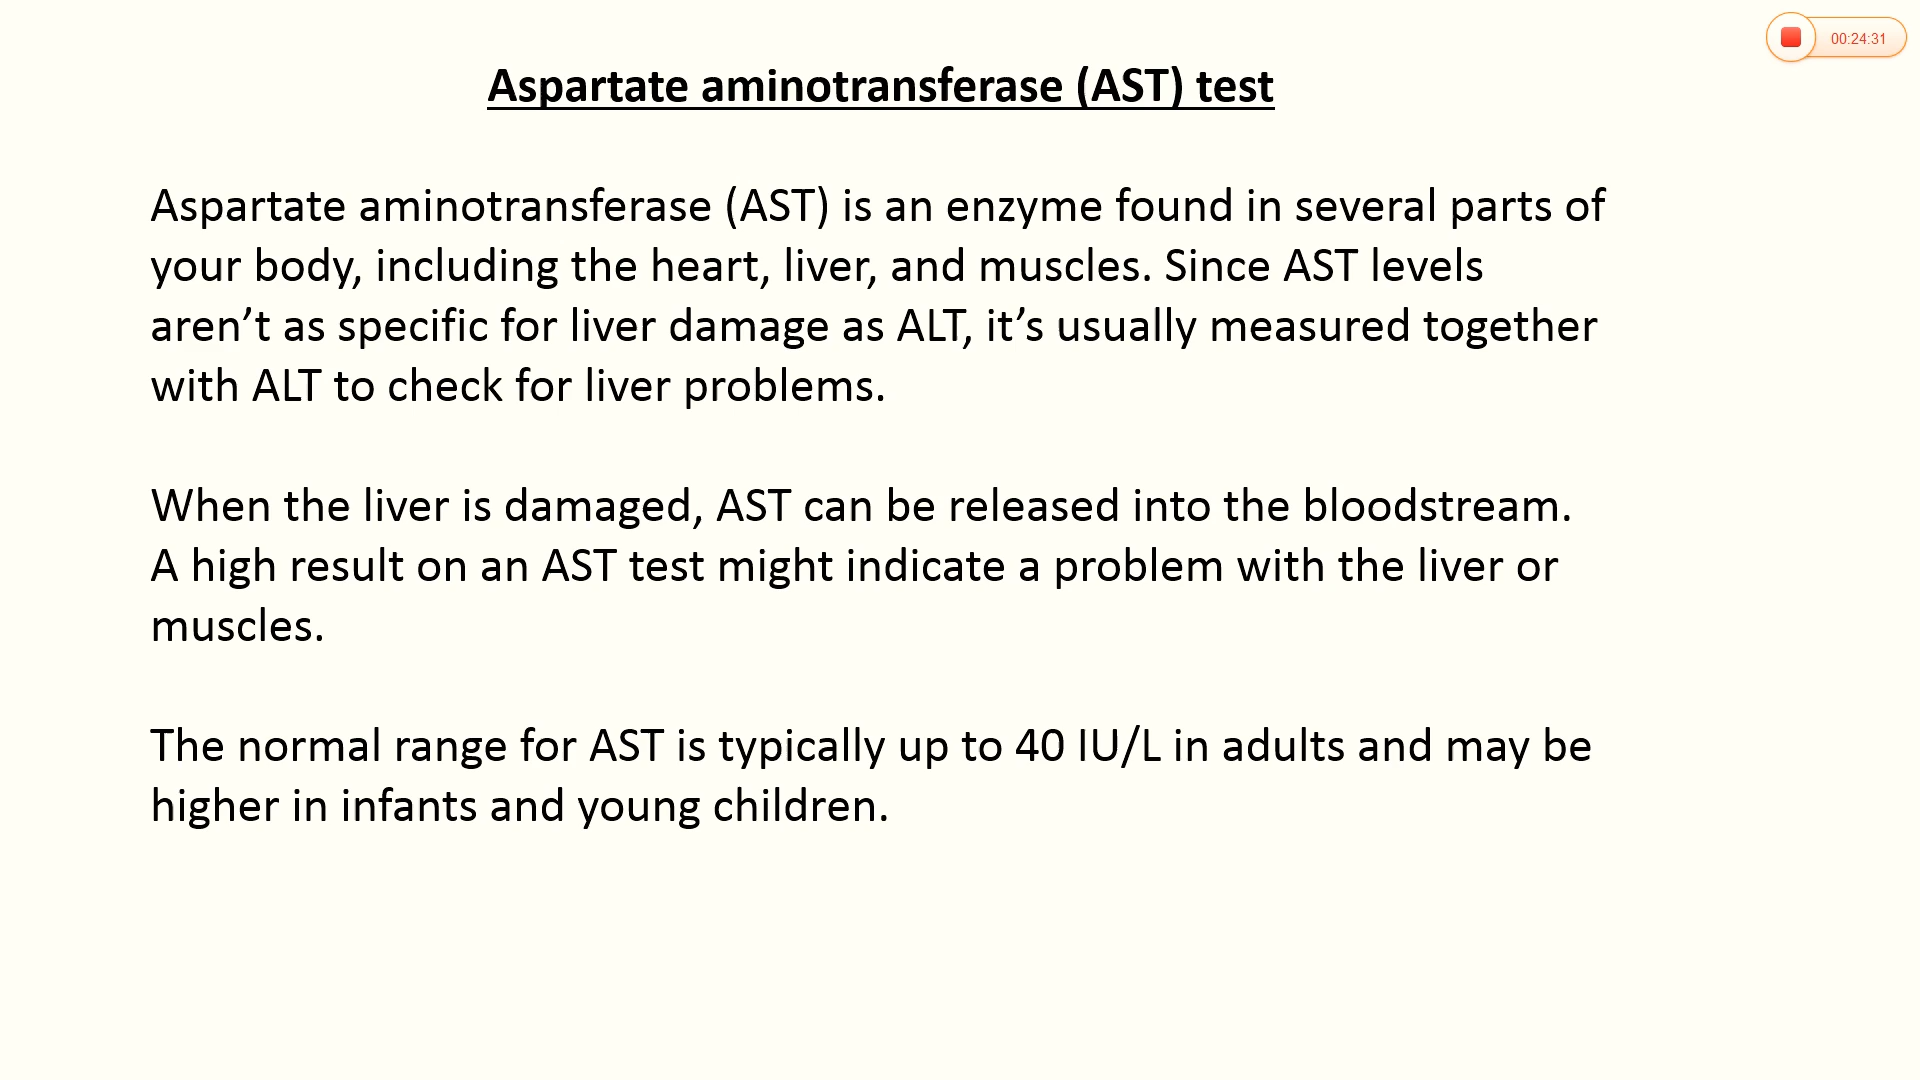 00:24:31
Aspartate aminotransferase (AST) test
Aspartate aminotransferase (AST) is an enzyme found in several parts of
your body, including the heart, liver, and muscles. Since AST levels
aren’t as specific for liver damage as ALT, it’s usually measured together
with ALT to check for liver problems.
When the liver is damaged, AST can be released into the bloodstream.
A high result on an AST test might indicate a problem with the liver or
muscles.
The normal range for AST is typically up to 40 IU/L in adults and may be
higher in infants and young children.